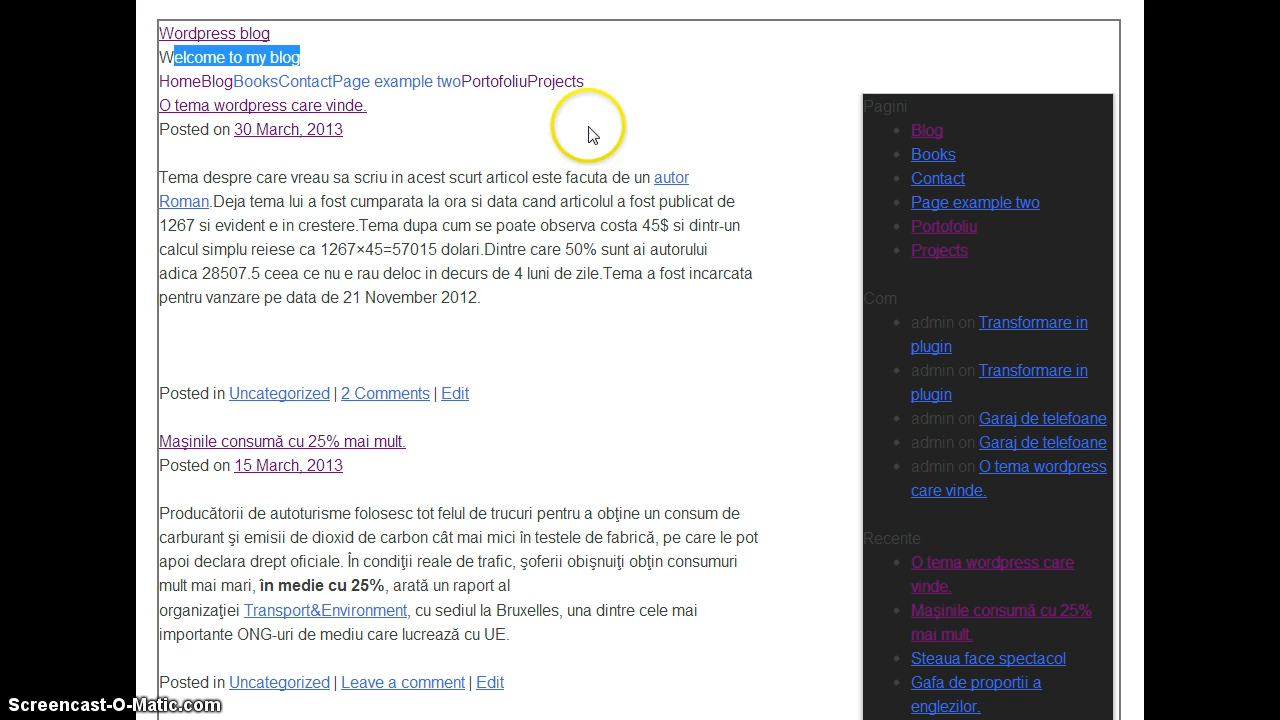 Wordpress blog
Welcome to my blog
HomeBlogBooksContactPage example twoPortofoliuProjects
O tema wordpress care vinde.
Posted on 30 March, 2013
Tema despre care vreau sa scriu in acest scurt articol este facuta de un autor
Roman.Deja tema lui a fost cumparata la ora si data cand articolul a fost publicat de
1267 si evident e in crestere.Tema dupa cum se poate observa costa 45$ si dintr-un
calcul simplu reiese ca 1267×45=57015 dolari.Dintre care 50% sunt ai autorului
adica 28507.5 ceea ce nu e rau deloc in decurs de 4 luni de zile.Tema a fost incarcata
pentru vanzare pe data de 21 November 2012.
Posted in Uncategorized | 2 Comments | Edit
Maşinile consumă cu 25% mai mult.
Posted on 15 March, 2013
Producătorii de autoturisme folosesc tot felul de trucuri pentru a obţine un consum de
carburant şi emisii de dioxid de carbon cât mai mici în testele de fabrică, pe care le pot
apoi declara drept oficiale. În condiţii reale de trafic, şoferii obişnuiţi obţin consumuri
mult mai mari, în medie cu 25%, arată un raport al
organizaţiei Transport&Environment, cu sediul la Bruxelles, una dintre cele mai
importante ONG-uri de mediu care lucrează cu UE.
Posted in Uncategorized | Leave a comment | Edit
Pagini
Blog
Books
Contact
Page example two
Portofoliu
Projects
Com
admin on Transformare in
plugin
admin on Transformare in
plugin
admin on Garaj de telefoane
admin on Garaj de telefoane
admin on O tema wordpress
care vinde.
Recente
O tema wordpress care
vinde.
Maşinile consumă cu 25%
mai mult.
Steaua face spectacol
Gafa de proportii a
englezilor.
Screencast-O-Matic.com